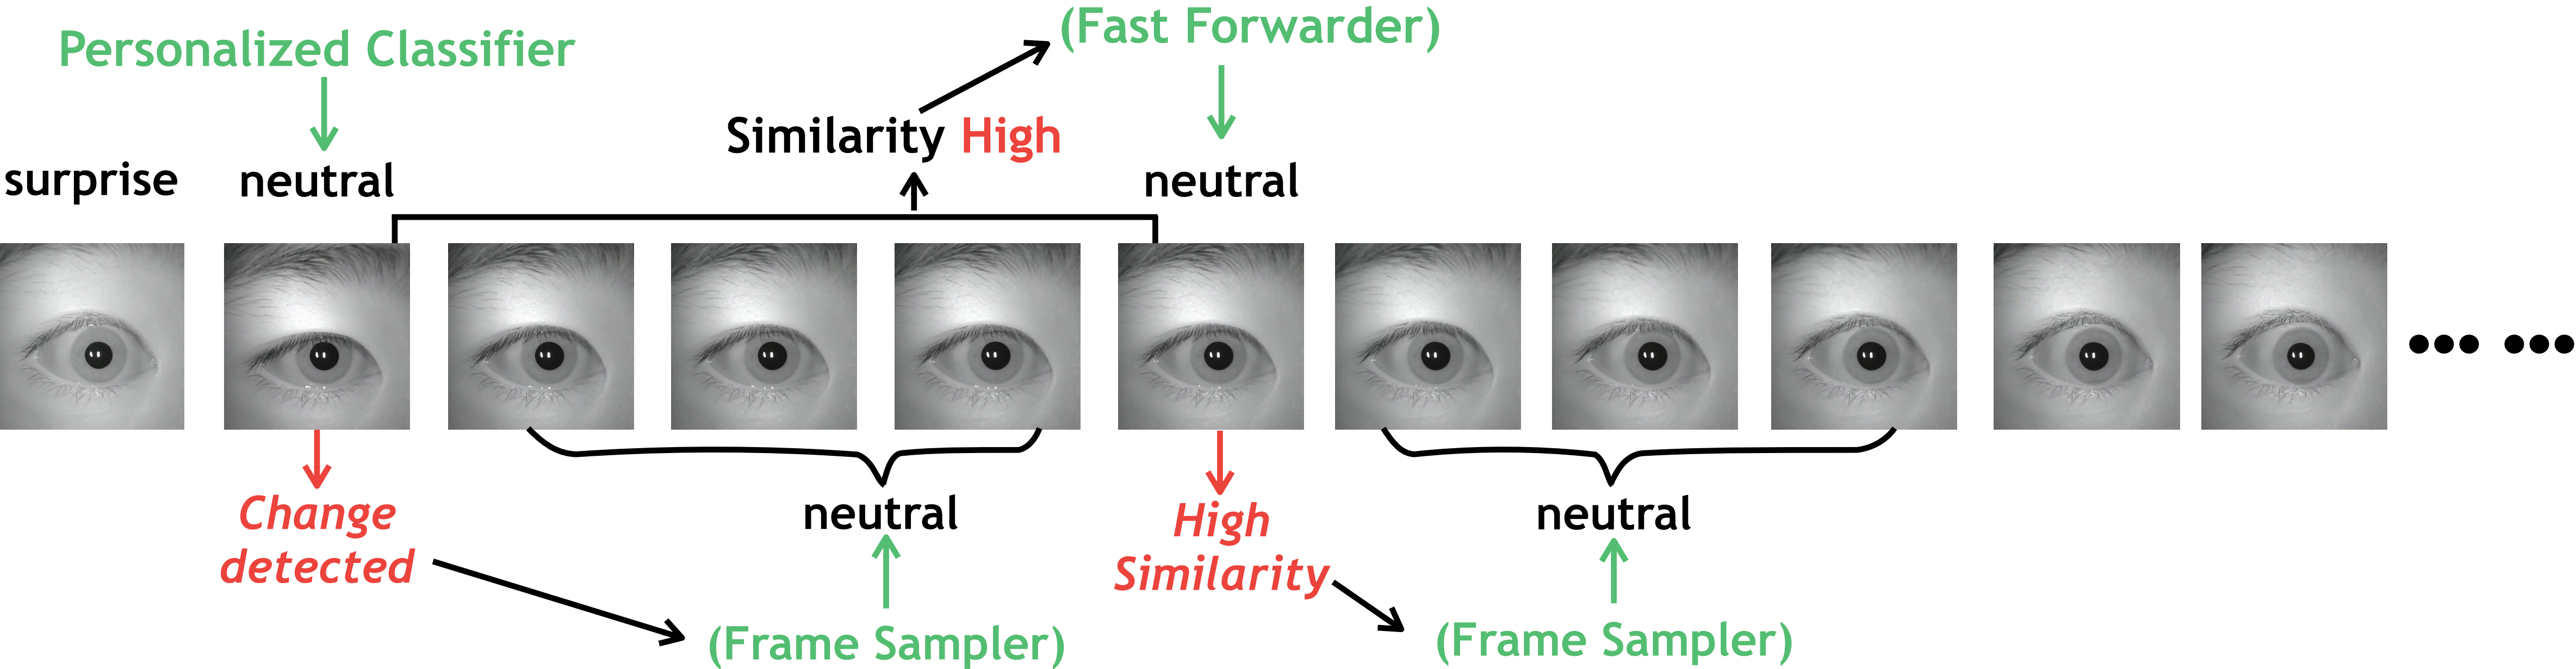 Personalized Classifier
(Fast Forwarder)
Similarity High
surprise
neutral
neutral
Change
detected
neutral
High
Similarity
neutral
(Frame Sampler)
(Frame Sampler)